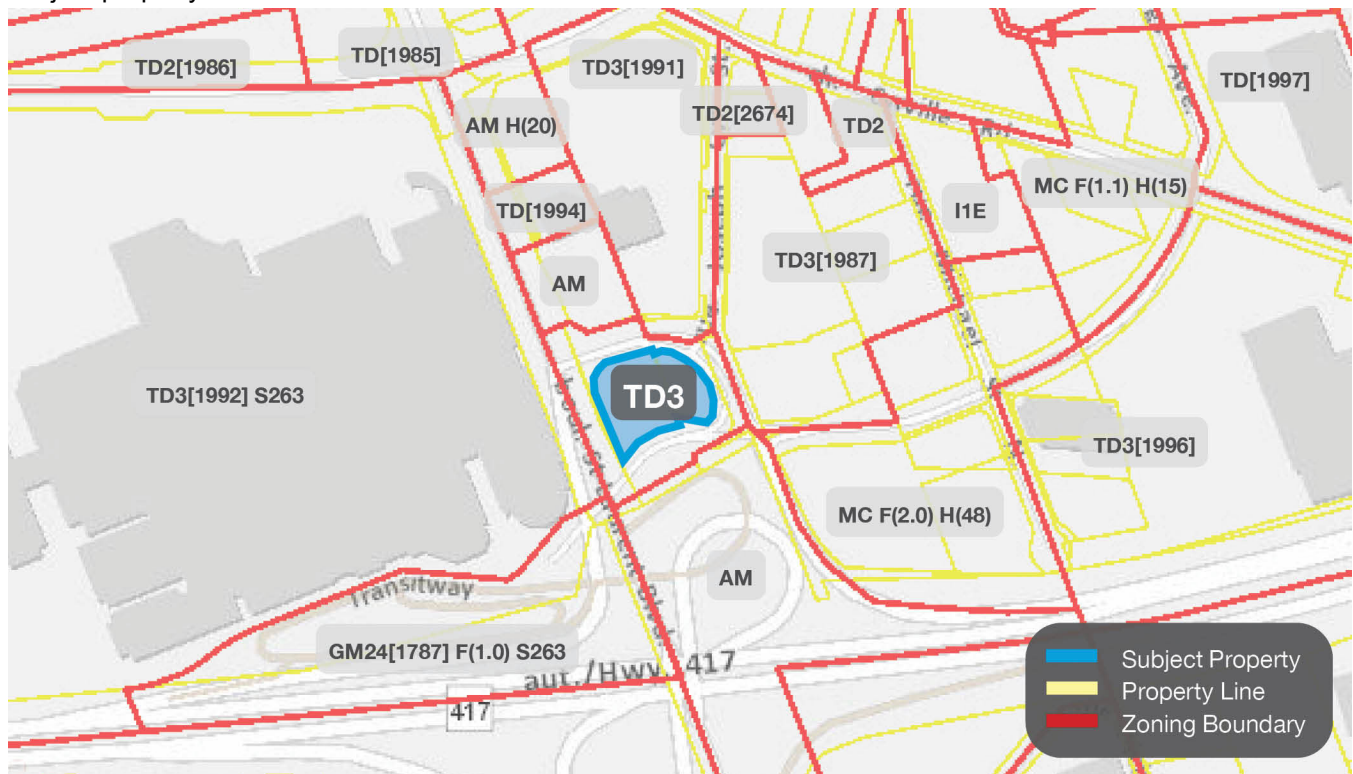 TD2[1986]
TD[1985]
TD3[1991]
TD2[2674]
TD2
TD[1997]
Ave.
AM H(20)
TD[1994]
AM
I1E
MC F(1.1) H(15)
TD3[1987]
TD3[1992] S263
TD3
TD3[1996]
MC F(2.0) H(48)
AM
Transitway
GM24[1787] F(1.0) S263
aut./Hwy. 417
417
Subject Property
Property Line
Zoning Boundary